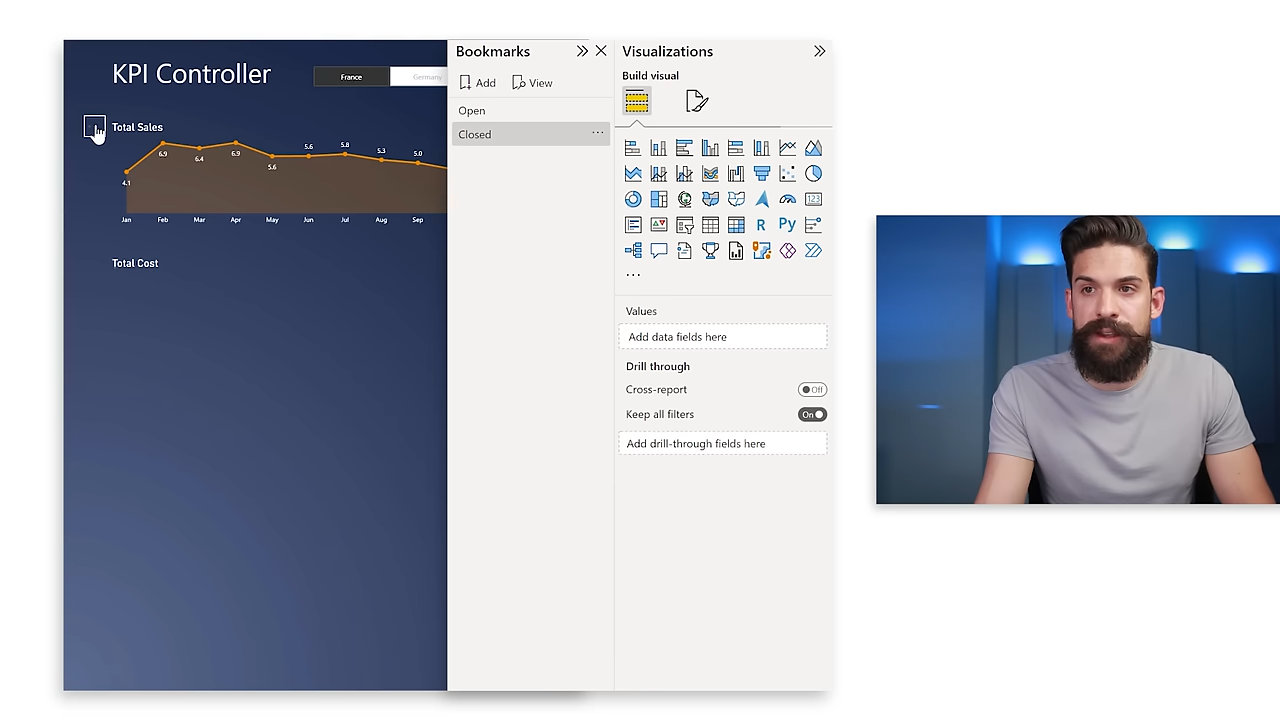 KPI Controller
France
Germany
Total Sales
4.1
6.9
6.4
6.9
5.6
5.6
5.8
5.3
5.0
Jan
Feb
Mar
Apr
May
Jun
Jul
Aug
Sep
Total Cost
Bookmarks
Add
View
Open
Closed
...
Visualizations
Build visual
123
R
Py
...
Values
Add data fields here
Drill through
Cross-report
Off
Keep all filters
On
Add drill-through fields here